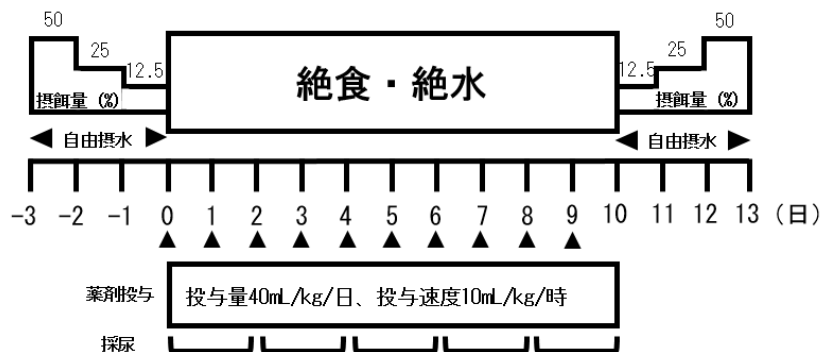 50
50
25
25
12.5
12.5
絶食・絶水
摂餌量 (%)
摂餌量 (%)
自由摂水
自由摂水
-3 -2 -1 0 1 2 3 4 5 6 7 8 9 10 11 12 13 (日)
薬剤投与
投与量40mL/kg/日、投与速度10mL/kg/時
採尿